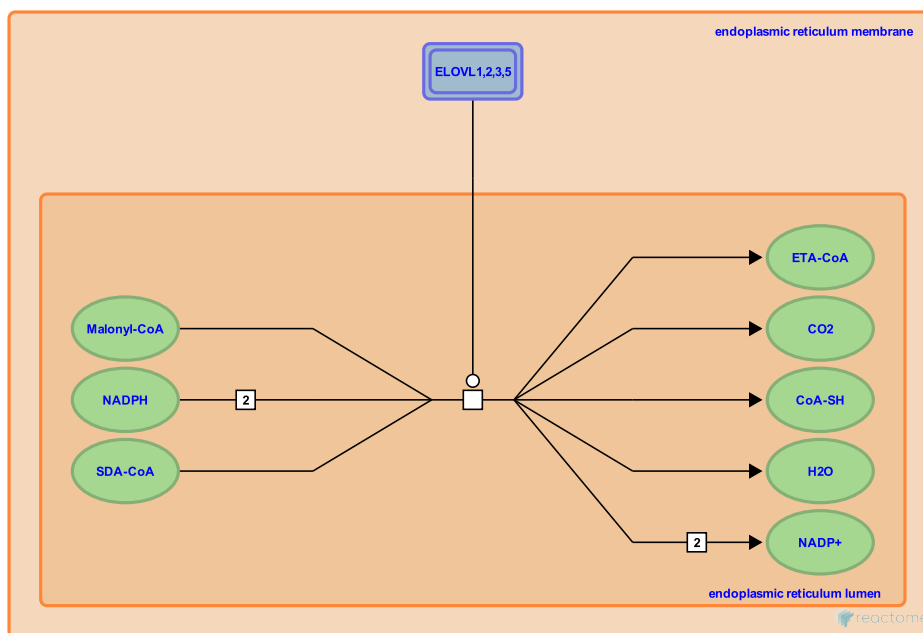 endoplasmic reticulum membrane
ELOVL1,2,3,5
ETA-CoA
Malonyl-CoA
CO2
NADPH
2
CoA-SH
SDA-CoA
H2O
2
NADP+
endoplasmic reticulum lumen
reactome